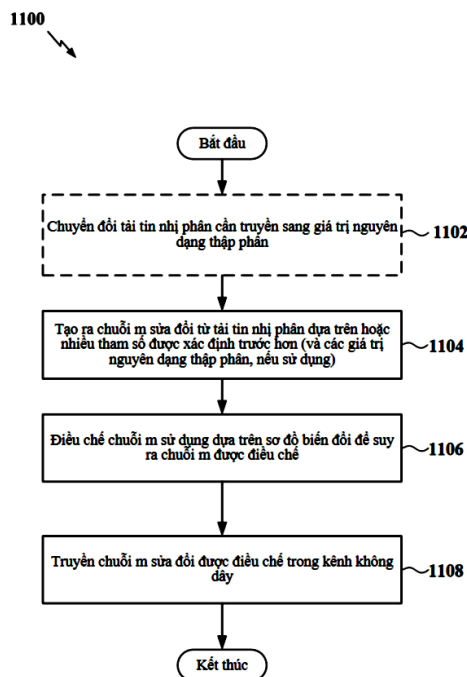 1100
Bắt đầu
Chuyển đổi tải tin nhị phân cần truyền sang giá trị nguyên
dạng thập phân
1102
Tạo ra chuỗi m sửa đổi từ tải tin nhị phân dựa trên hoặc
nhiều tham số được xác định trước hơn (và các giá trị
nguyên dạng thập phân, nếu sử dụng)
1104
Điều chế chuỗi m sử dụng dựa trên sơ đồ biến đổi để suy
ra chuỗi m được điều chế
1106
Truyền chuỗi m sửa đổi được điều chế trong kênh không
dây
1108
Kết thúc